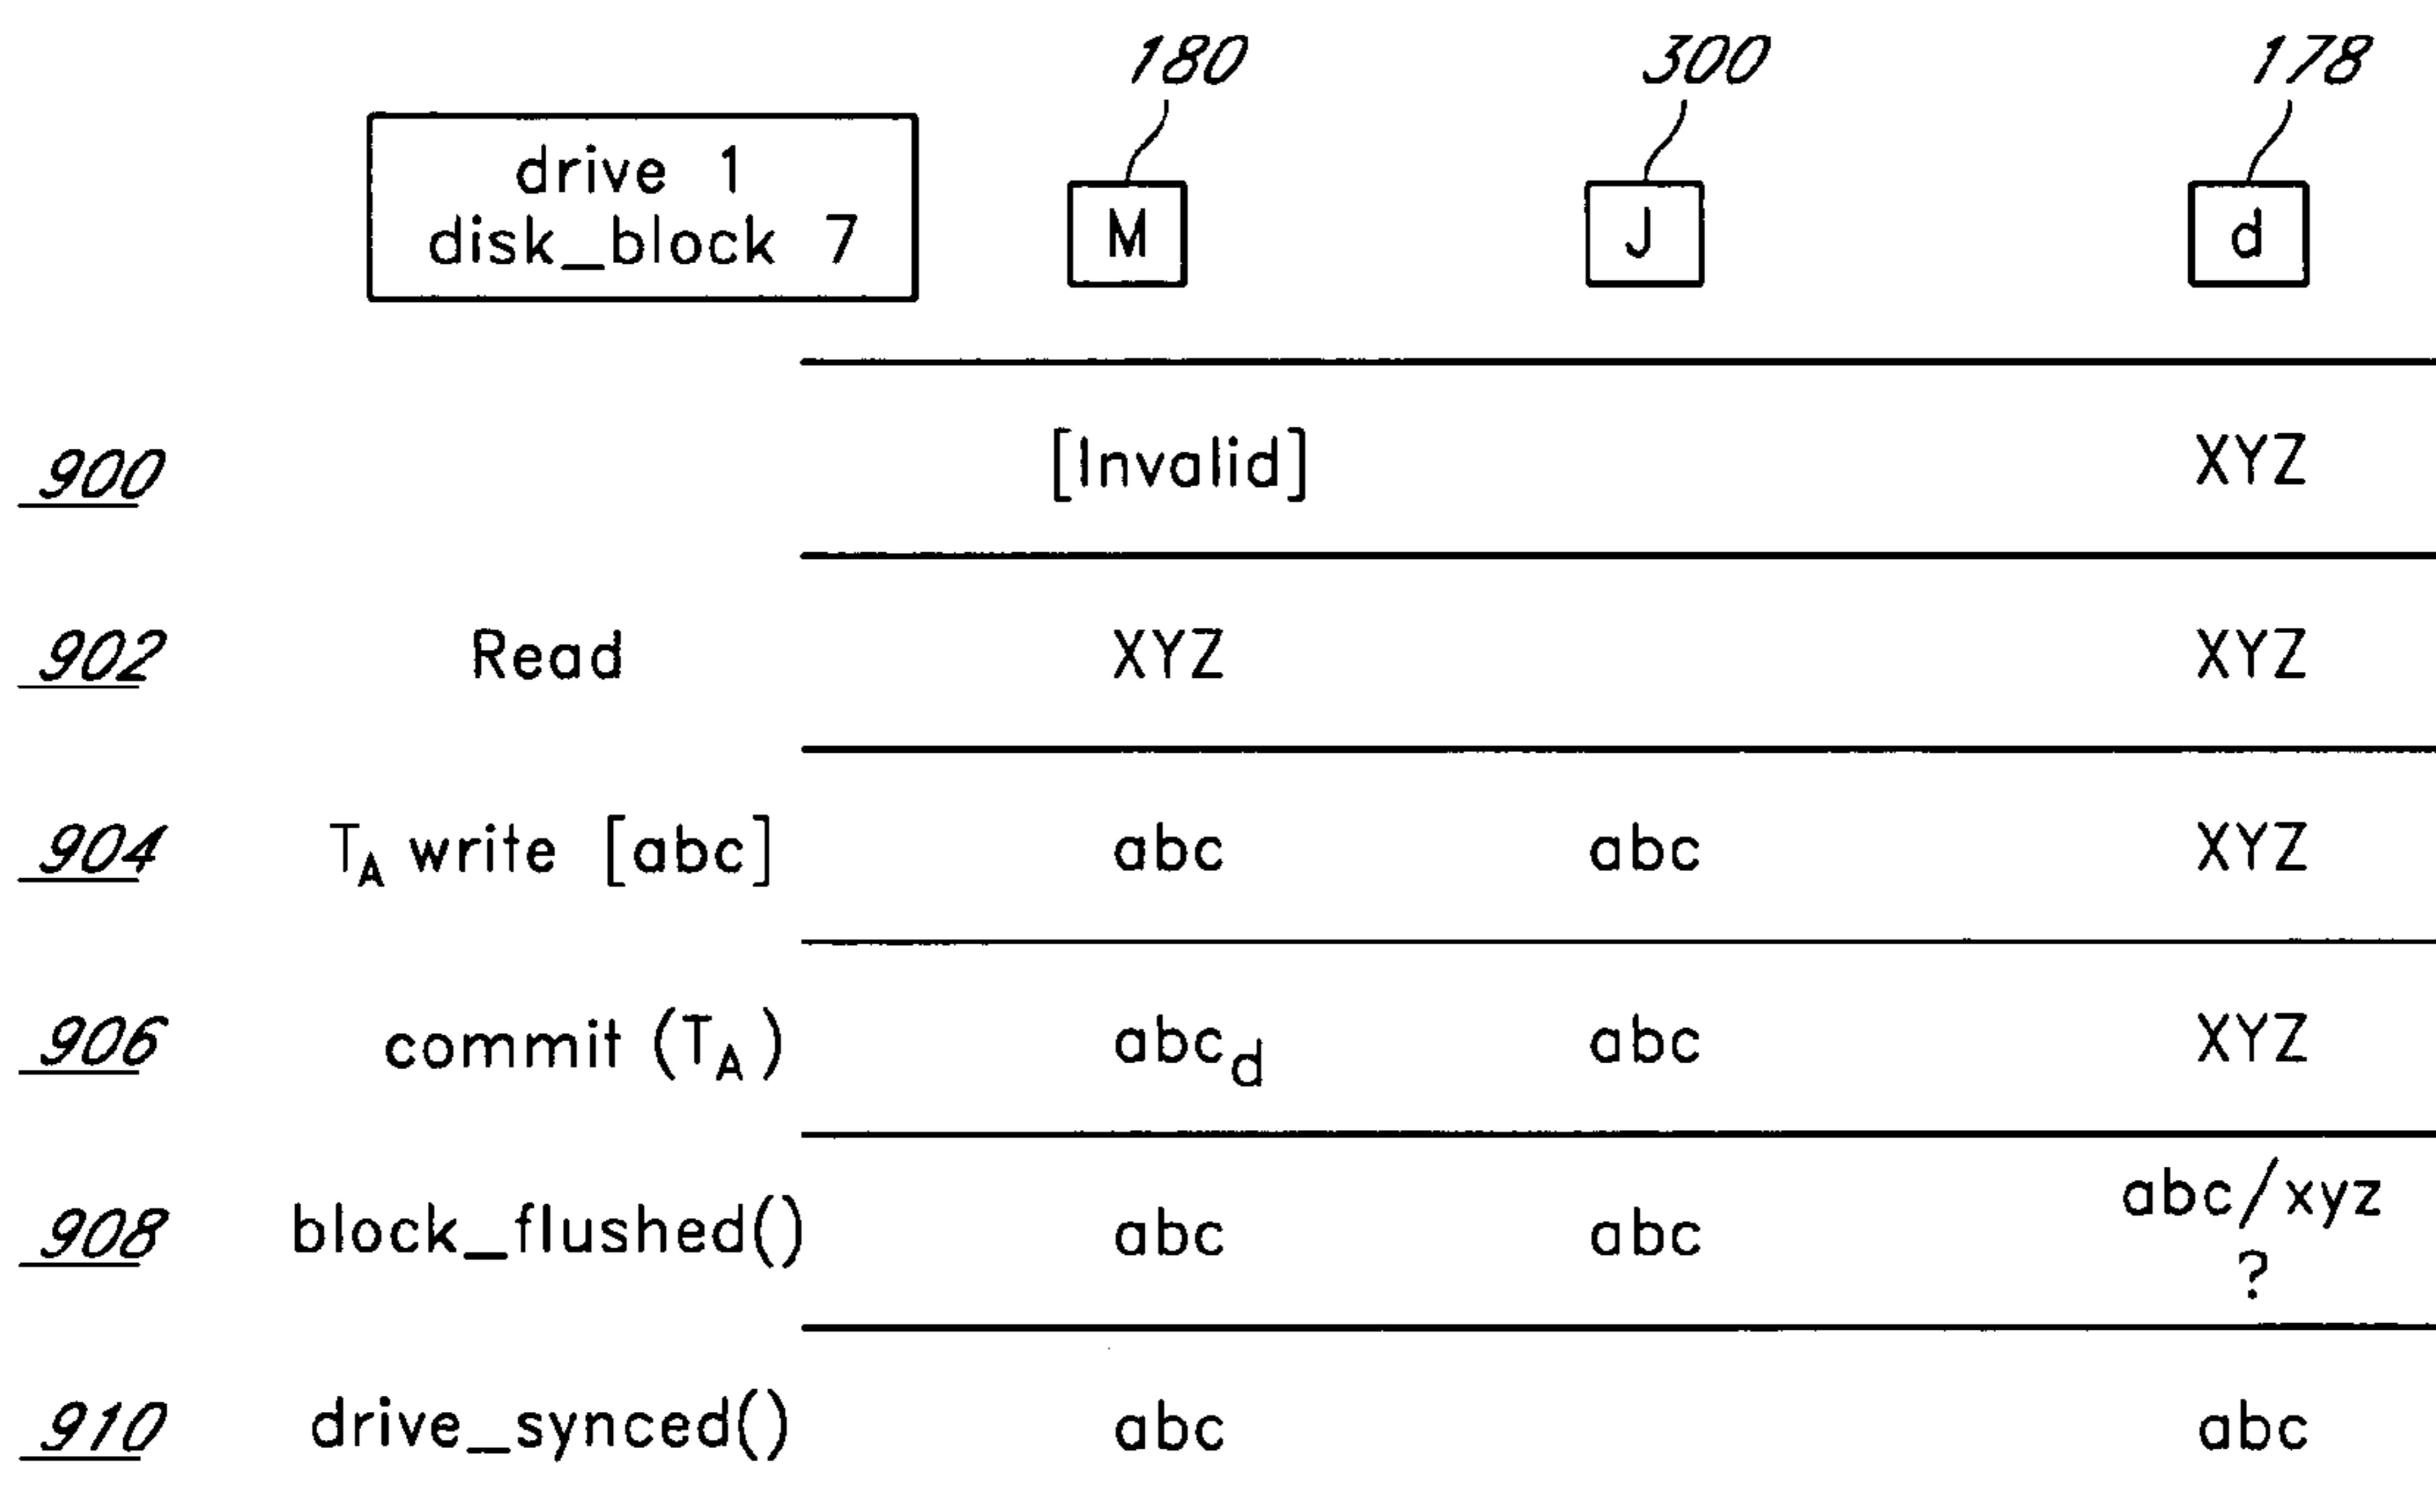 180 300 178
drive 1
disk_block 7
M J d
900 [Invalid] XYZ
902 Read XYZ XYZ
904 TA write [abc] abc abc XYZ
906 commit (TA) abcd abc XYZ
908 block_flushed() abc abc abc/xyz
?
910 drive_synced() abc abc